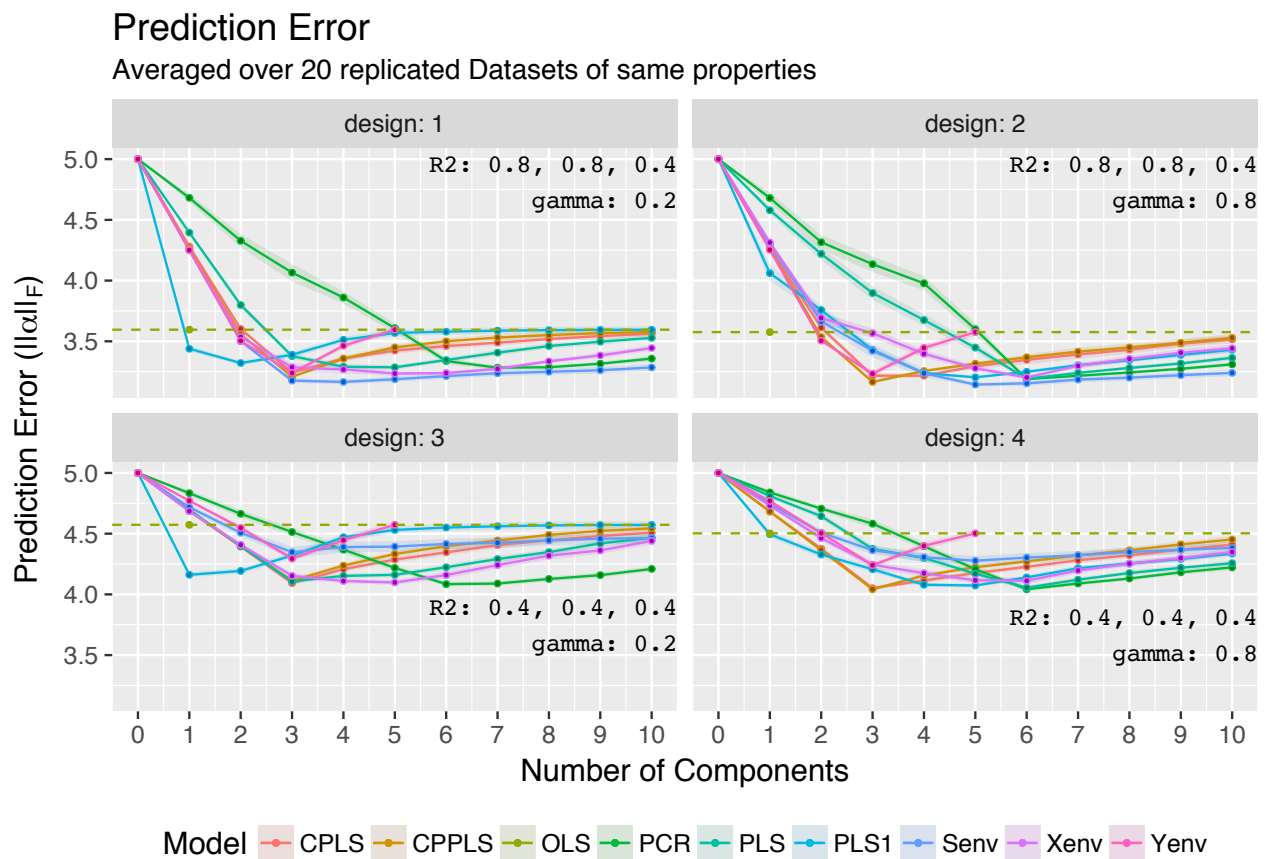 Prediction Error
Averaged over 20 replicated Datasets of same properties
design: 1
design: 2
5.0
4.5
4.0
3.5
R2: 0.8, 0.8, 0.4
gamma: 0.2
R2: 0.8, 0.8, 0.4
gamma: 0.8
Prediction Error (||α||F)
design: 3
design: 4
5.0
4.5
4.0
3.5
R2: 0.4, 0.4, 0.4
gamma: 0.2
R2: 0.4, 0.4, 0.4
gamma: 0.8
0 1 2 3 4 5 6 7 8 9 10
0 1 2 3 4 5 6 7 8 9 10
Number of Components
Model CPLS CPPLS OLS PCR PLS PLS1 Senv Xenv Yenv